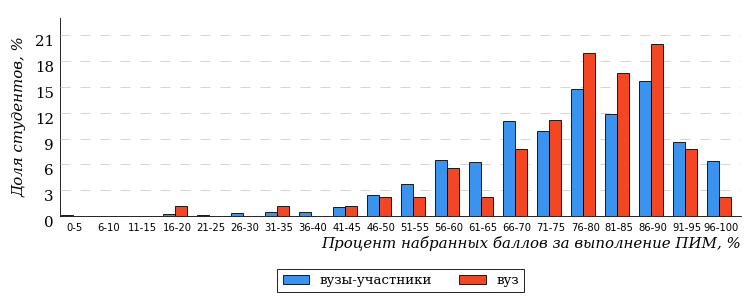 Доля студентов, %
21
18
15
12
9
6
3
0
0-5 6-10 11-15 16-20 21-25 26-30 31-35 36-40 41-45 46-50 51-55 56-60 61-65 66-70 71-75 76-80 81-85 86-90 91-95 96-100
Процент набранных баллов за выполнение ПИМ, %
вузы-участники вуз